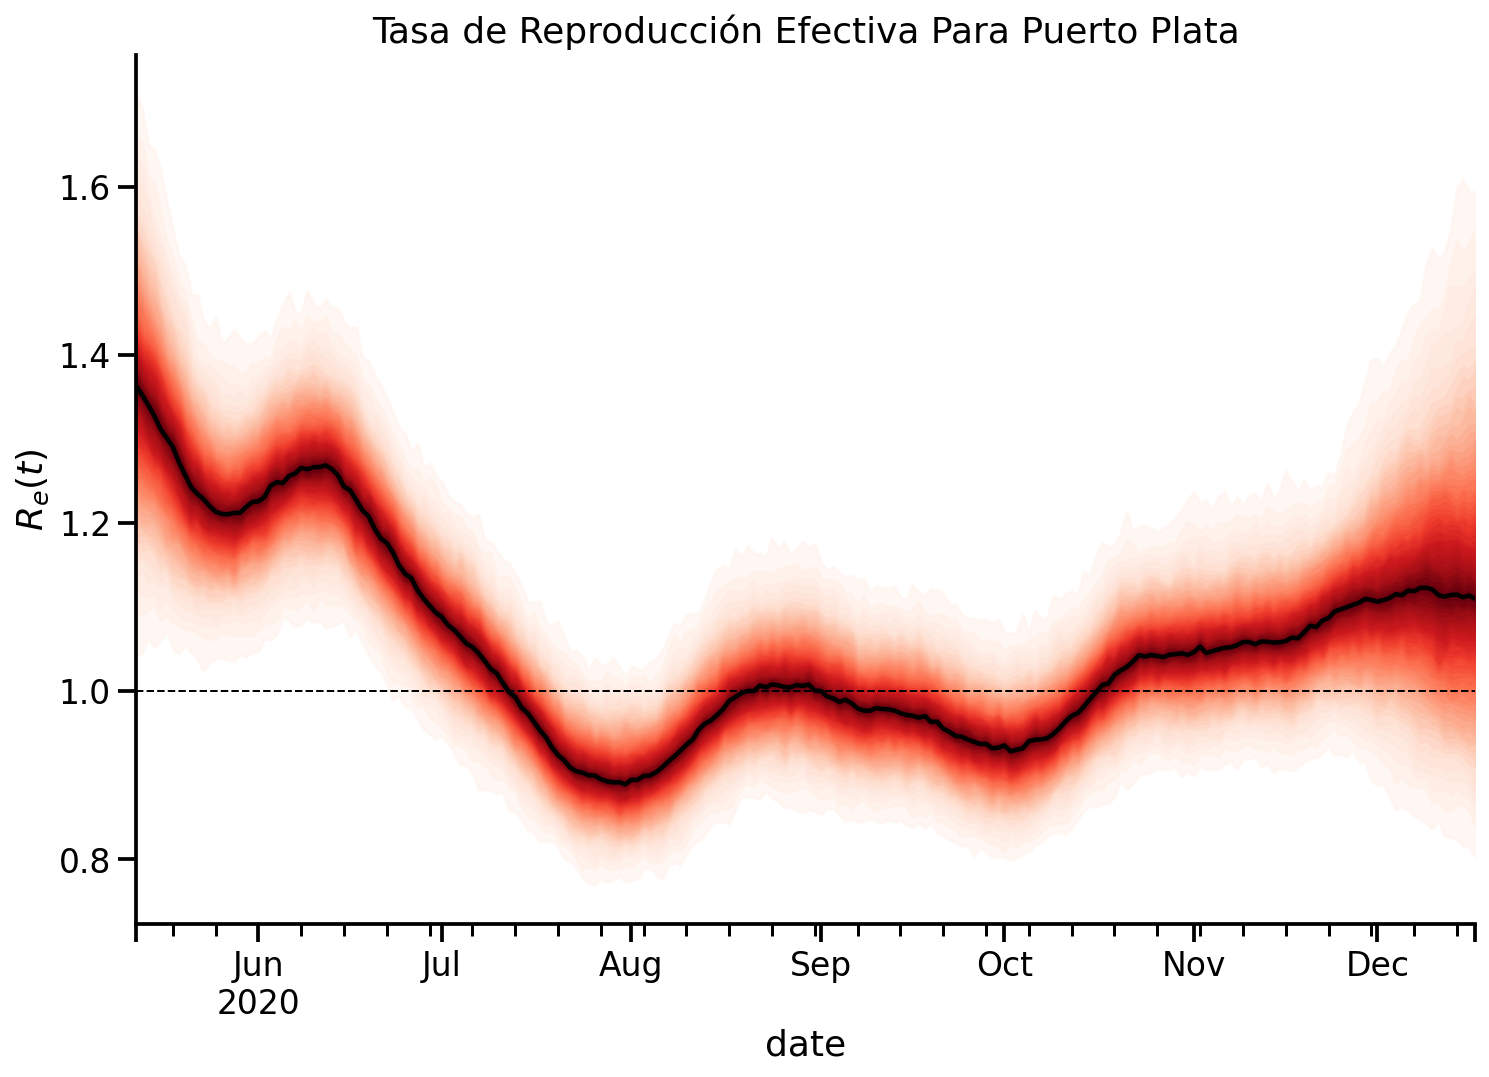 Tasa de Reproducción Efectiva Para Puerto Plata
1.6
1.4
1.2
1.0
0.8
Rₑ(t)
Jun Jul Aug Sep Oct Nov Dec
2020
date